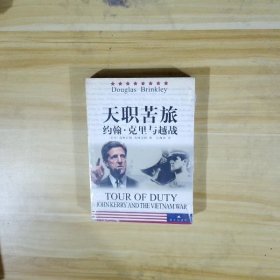 ★★★★★★★★
Douglas Brinkley
天职苦旅
约翰·克里与越战
TOUR OF DUTY
JOHN KERRY AND THE VIETNAM WAR